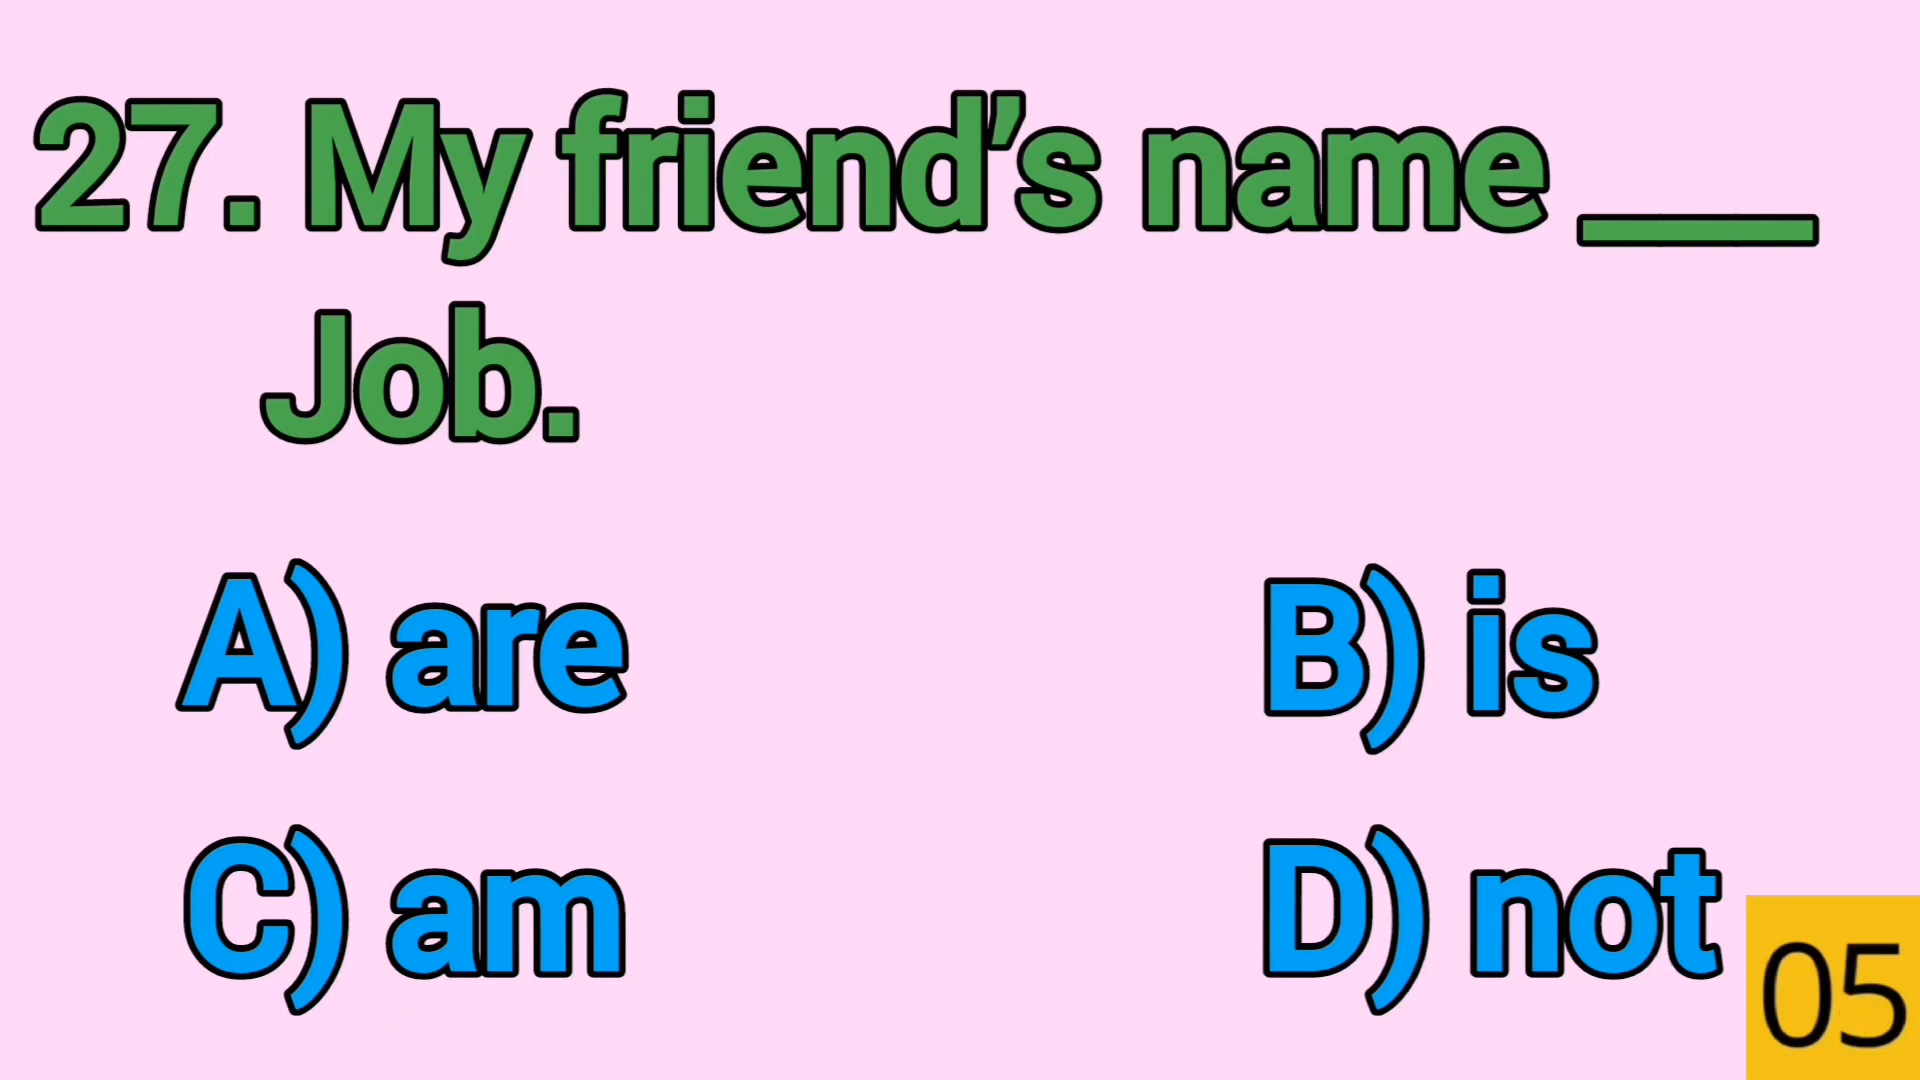 27. My friend’s name ___
Job.
A) are
B) is
C) am
D) not
05